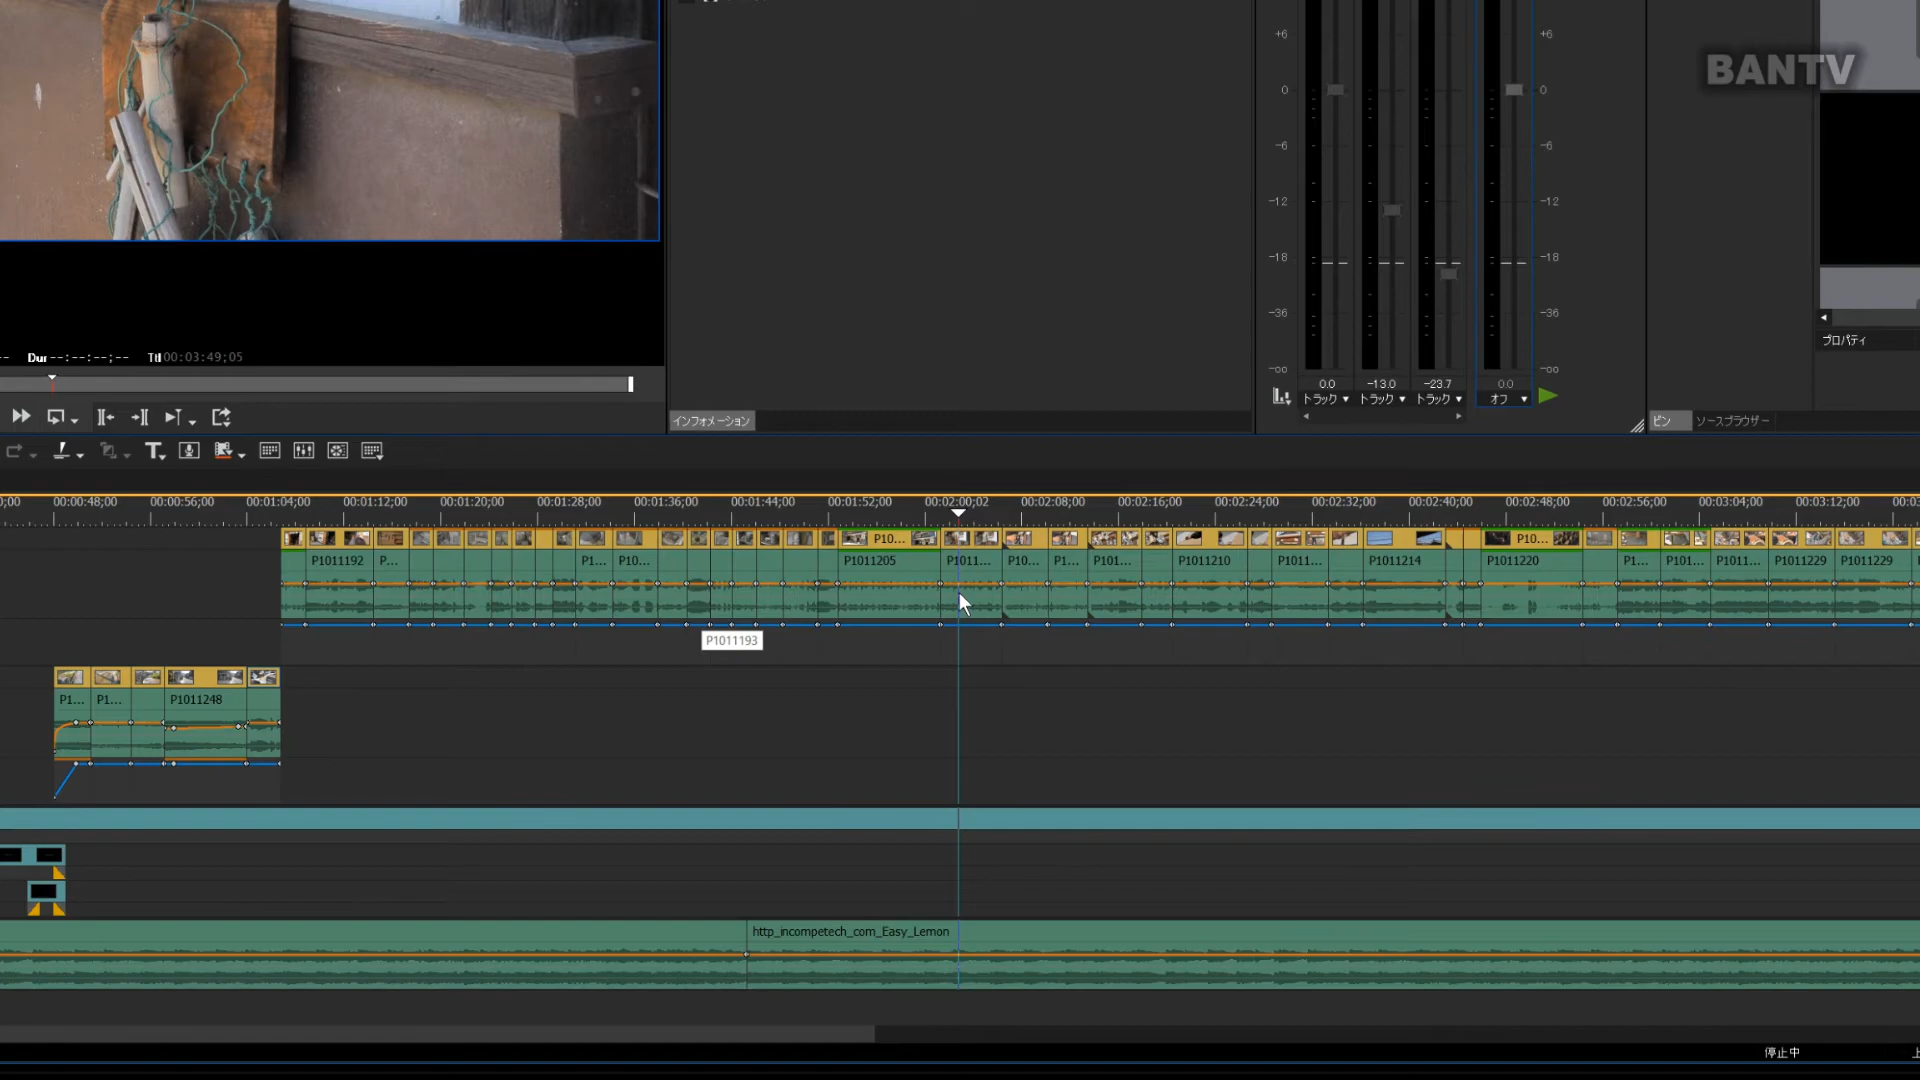 BANTV
+6
+6
0
0
-6
-6
-12
-12
-18
-18
-36
-36
-∞
-∞
0.0
-13.0
-23.7
0.0
トラック
トラック
トラック
オフ
-- Dur --:--:--;-- Ttl 00:03:49;05
プロパティ
インフォメーション
ビン
ソースブラウザー
00:00:48;00
00:00:56;00
00:01:04;00
00:01:12;00
00:01:20;00
00:01:28;00
00:01:36;00
00:01:44;00
00:01:52;00
00:02:00;02
00:02:08;00
00:02:16;00
00:02:24;00
00:02:32;00
00:02:40;00
00:02:48;00
00:02:56;00
00:03:04;00
00:03:12;00
P10...
P10...
P1011192
P...
P1...
P10...
P1011205
P1011...
P10...
P1...
P101...
P1011210
P1011...
P1011214
P1011220
P1...
P101...
P1011...
P1011229
P1011229
P1011193
P1...
P1...
P1011248
http_incompetech_com_Easy_Lemon
停止中